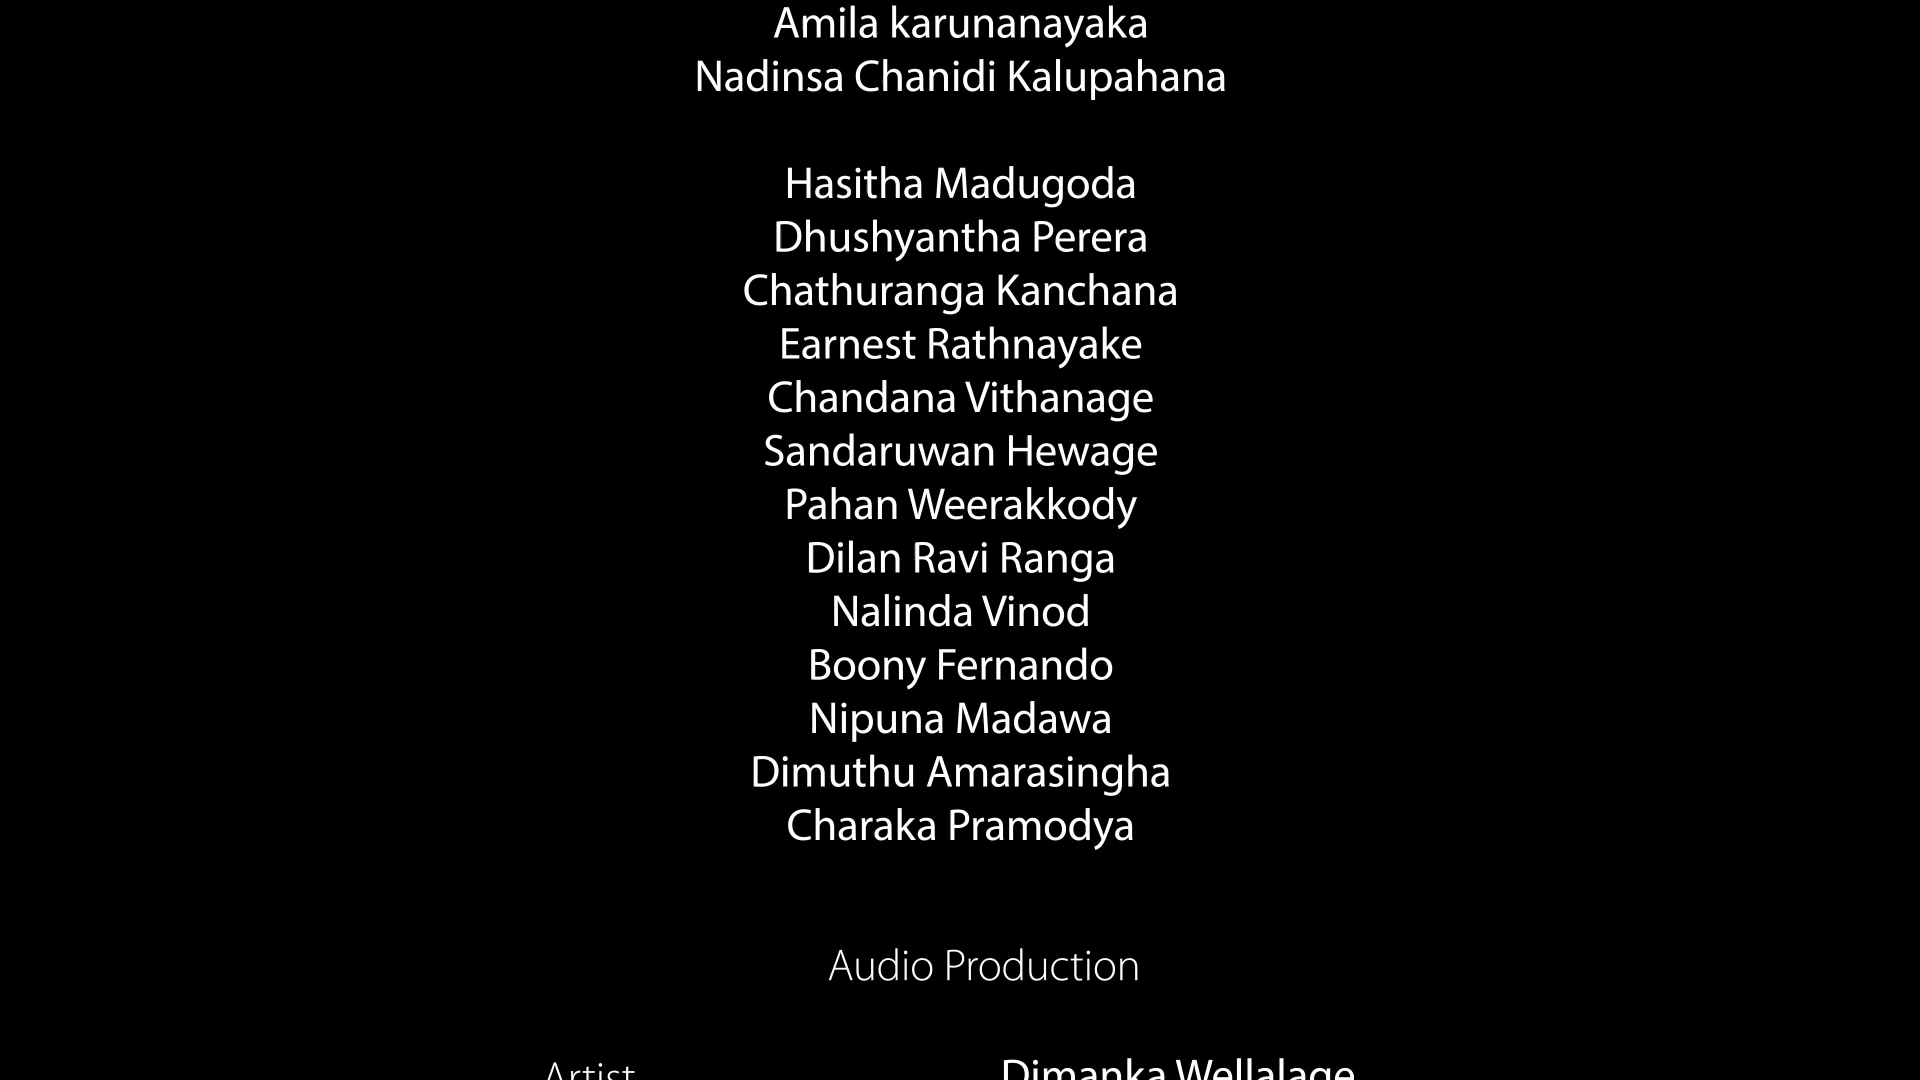 Amila karunanayaka
Nadinsa Chanidi Kalupahana
Hasitha Madugoda
Dhushyantha Perera
Chathuranga Kanchana
Earnest Rathnayake
Chandana Vithanage
Sandaruwan Hewage
Pahan Weerakkody
Dilan Ravi Ranga
Nalinda Vinod
Boony Fernando
Nipuna Madawa
Dimuthu Amarasingha
Charaka Pramodya
Audio Production
Artist Dimanka Wellalage